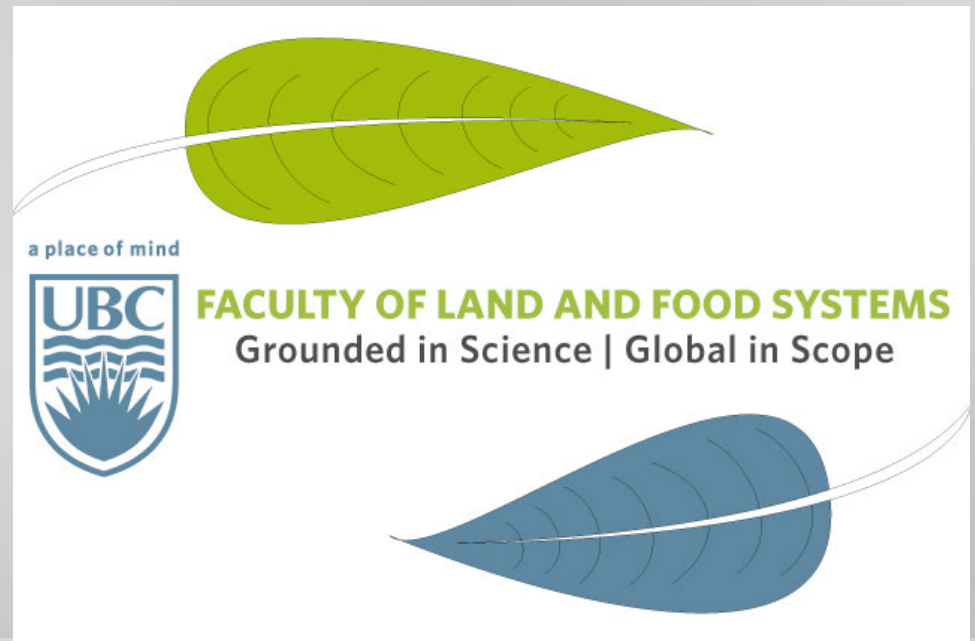 a place of mind
UBC
FACULTY OF LAND AND FOOD SYSTEMS
Grounded in Science | Global in Scope